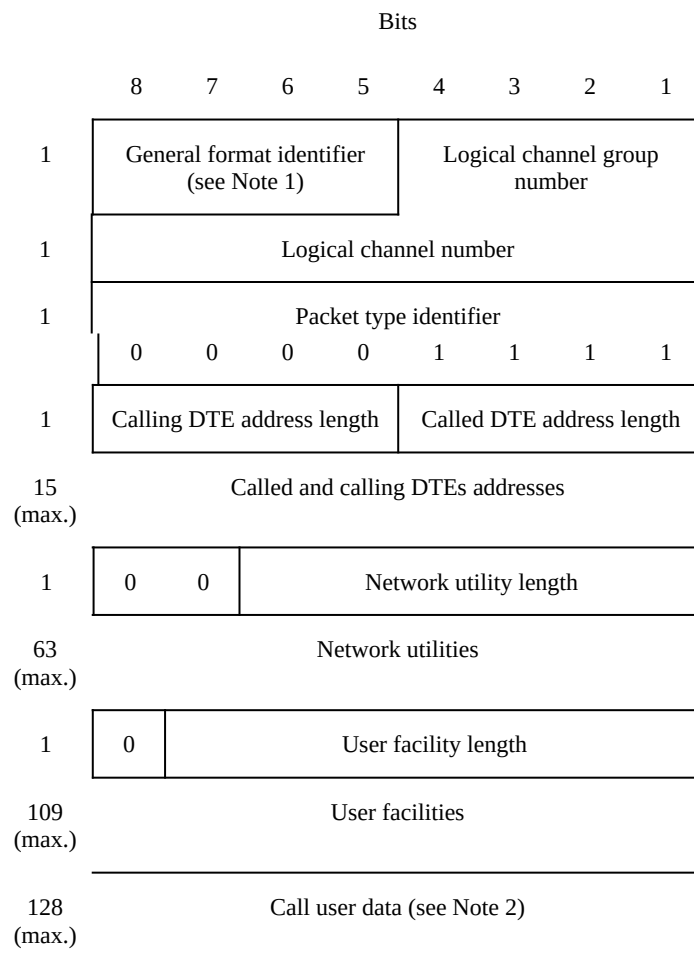 Bits
8 7 6 5 4 3 2 1
1 General format identifier Logical channel group
(see Note 1) number
1 Logical channel number
1 Packet type identifier
0 0 0 0 1 1 1 1
1 Calling DTE address length Called DTE address length
15 Called and calling DTEs addresses
(max.)
1 0 0 Network utility length
63 Network utilities
(max.)
1 0 User facility length
109 User facilities
(max.)
128 Call user data (see Note 2)
(max.)